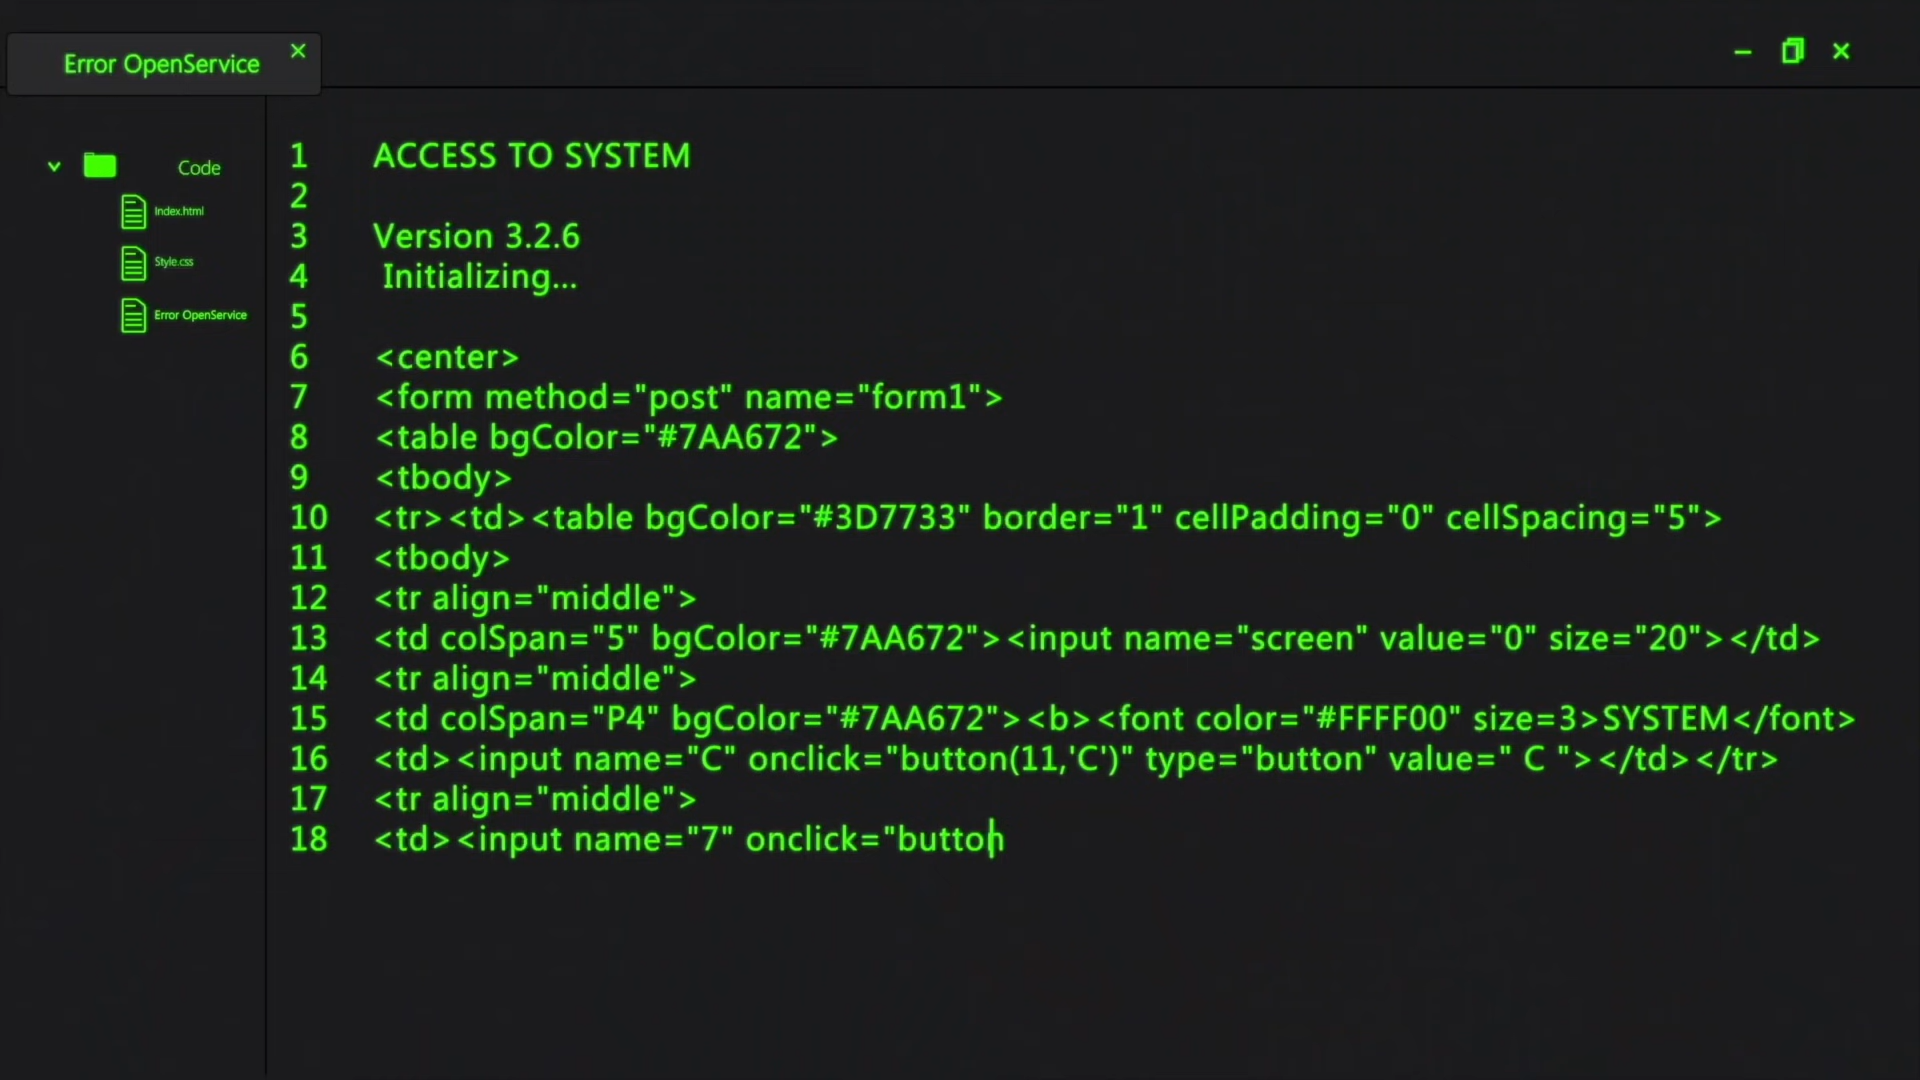 Error OpenService
Code
Index.html
Style.css
Error OpenService
1 ACCESS TO SYSTEM
2
3 Version 3.2.6
4 Initializing...
5
6 <center>
7 <form method="post" name="form1">
8 <table bgColor="#7AA672">
9 <tbody>
10 <tr><td><table bgColor="#3D7733" border="1" cellPadding="0" cellSpacing="5">
11 <tbody>
12 <tr align="middle">
13 <td colSpan="5" bgColor="#7AA672"><input name="screen" value="0" size="20"></td>
14 <tr align="middle">
15 <td colSpan="P4" bgColor="#7AA672"><b><font color="#FFFF00" size=3>SYSTEM</font>
16 <td><input name="C" onclick="button(11,'C')" type="button" value=" C "></td></tr>
17 <tr align="middle">
18 <td><input name="7" onclick="button